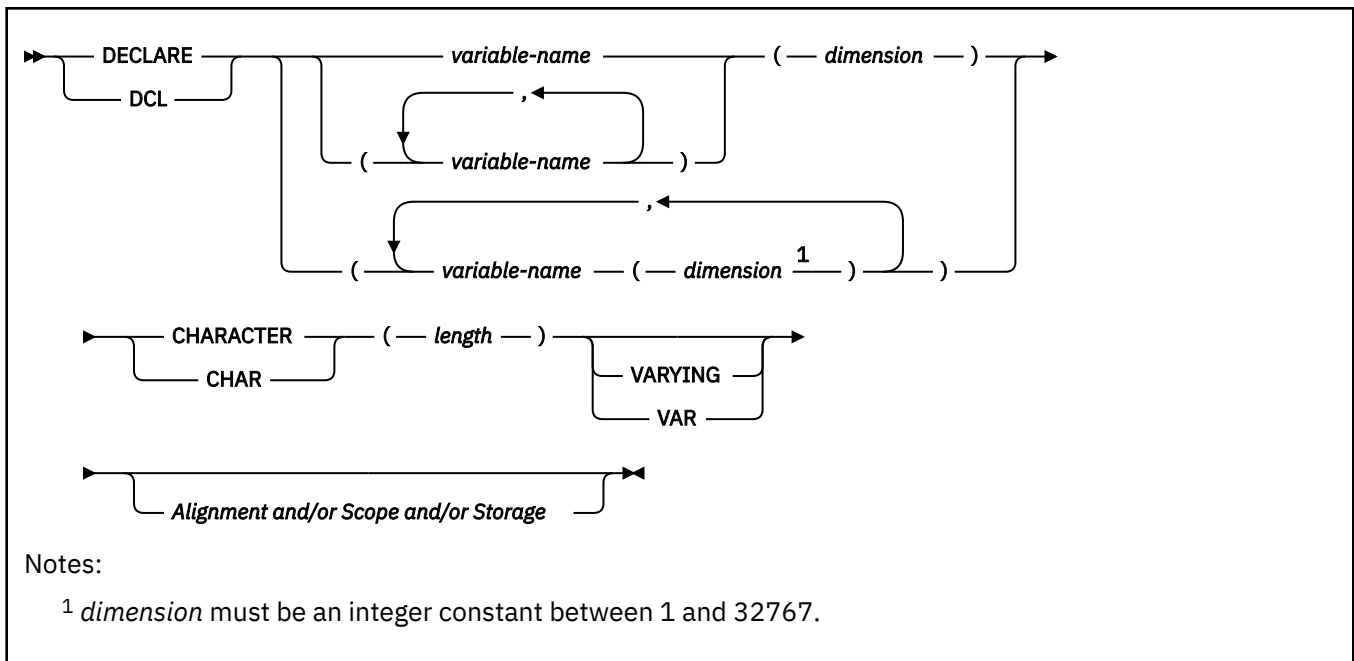 DECLARE variable-name ( dimension )
DCL ,
( variable-name )
,
( variable-name ( dimension 1 ) )
CHARACTER ( length )
CHAR VARYING
VAR
Alignment and/or Scope and/or Storage
Notes:
1 dimension must be an integer constant between 1 and 32767.